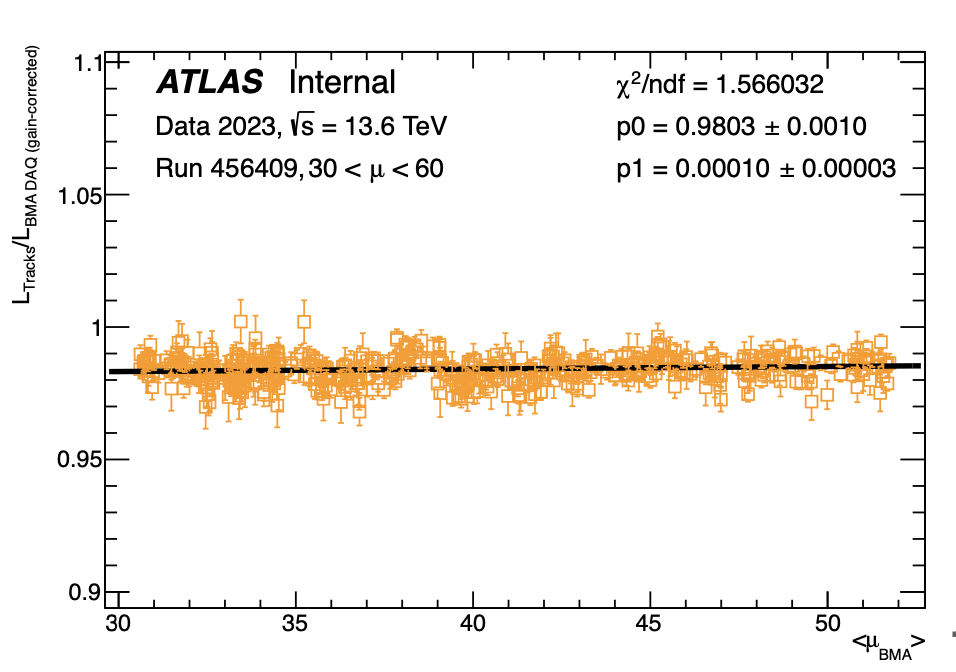 L_Tracks/L_BMA DAQ (gain-corrected)
ATLAS Internal
χ²/ndf = 1.566032
Data 2023, √s = 13.6 TeV
p0 = 0.9803 ± 0.0010
Run 456409, 30 < μ < 60
p1 = 0.00010 ± 0.00003
1.1
1.05
1
0.95
0.9
30 35 40 45 50
<μ_BMA>